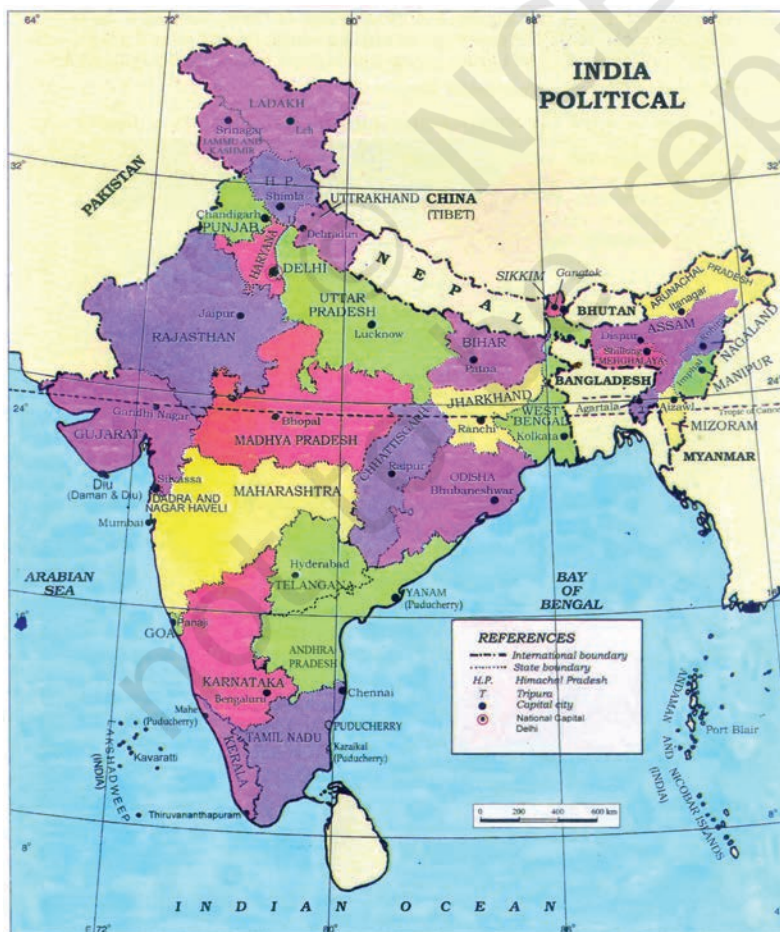 64°
72°
80°
88°
96°
INDIA
POLITICAL
LADAKH
Srinagar
Leh
JAMMU AND
KASHMIR
32°
32°
PAKISTAN
H. P.
Shimla
UTTRAKHAND
CHINA
(TIBET)
Chandigarh
PUNJAB
Dehradun
HARYANA
DELHI
NEPAL
SIKKIM
Gangtok
ARUNACHAL PRADESH
Itanagar
BHUTAN
UTTAR
PRADESH
Jaipur
RAJASTHAN
Lucknow
BIHAR
Patna
Dispur
ASSAM
Shillong
MEHGHALAYA
Kohima
NAGALAND
Imphal
MANIPUR
BANGLADESH
JHARKHAND
24°
24°
Gandhi Nagar
Bhopal
Ranchi
WEST
BENGAL
Kolkata
Agartala
Aizawl
MIZORAM
MYANMAR
GUJARAT
MADHYA PRADESH
CHHATTISGARH
Raipur
Diu
(Daman & Diu)
Silvassa
DADRA AND
NAGAR HAVELI
MAHARASHTRA
ODISHA
Bhubaneshwar
Mumbai
ARABIAN
SEA
Hyderabad
TELANGANA
YANAM
(Puducherry)
BAY
OF
BENGAL
16°
Panaji
GOA
ANDHRA
PRADESH
KARNATAKA
Bengaluru
Chennai
REFERENCES
International boundary
State boundary
H.P. Himachal Pradesh
T Tripura
Capital city
National Capital
Delhi
Mahe
(Puducherry)
TAMIL NADU
PUDUCHERRY
Karaikal
(Puducherry)
KERALA
LAKSHADWEEP
(INDIA)
Kavaratti
Thiruvananthapuram
ANDAMAN AND NICOBAR ISLANDS
(INDIA)
Port Blair
0 200 400 600 km
8°
8°
INDIAN OCEAN
72°
80°
88°